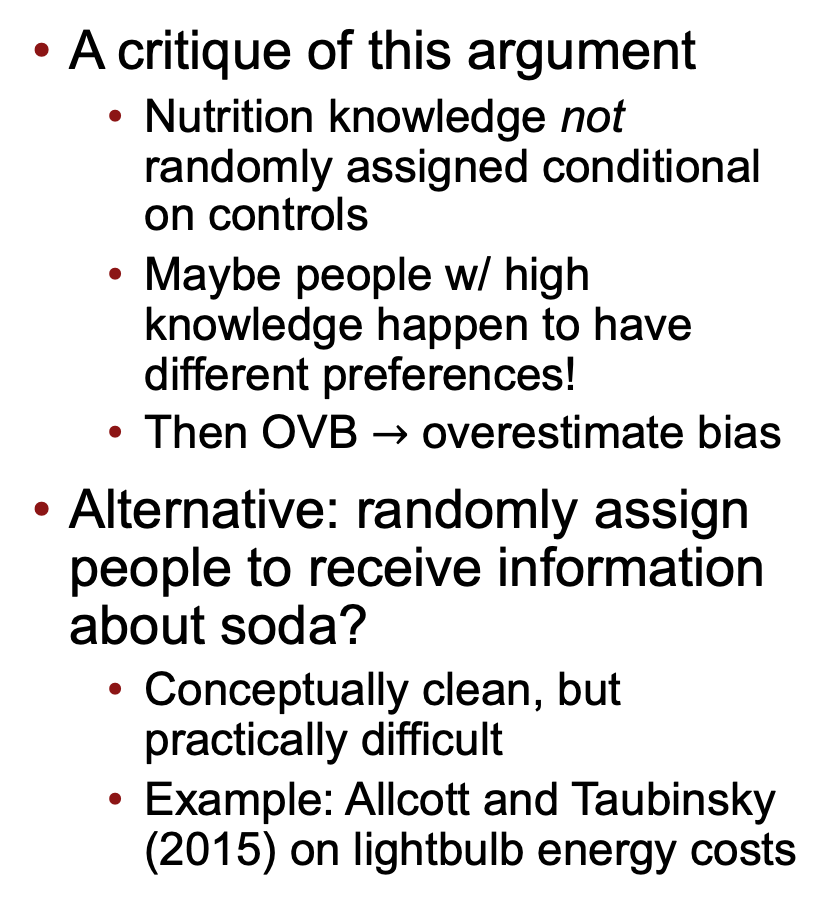 • A critique of this argument
• Nutrition knowledge not
randomly assigned conditional
on controls
• Maybe people w/ high
knowledge happen to have
different preferences!
• Then OVB → overestimate bias
• Alternative: randomly assign
people to receive information
about soda?
• Conceptually clean, but
practically difficult
• Example: Allcott and Taubinsky
(2015) on lightbulb energy costs